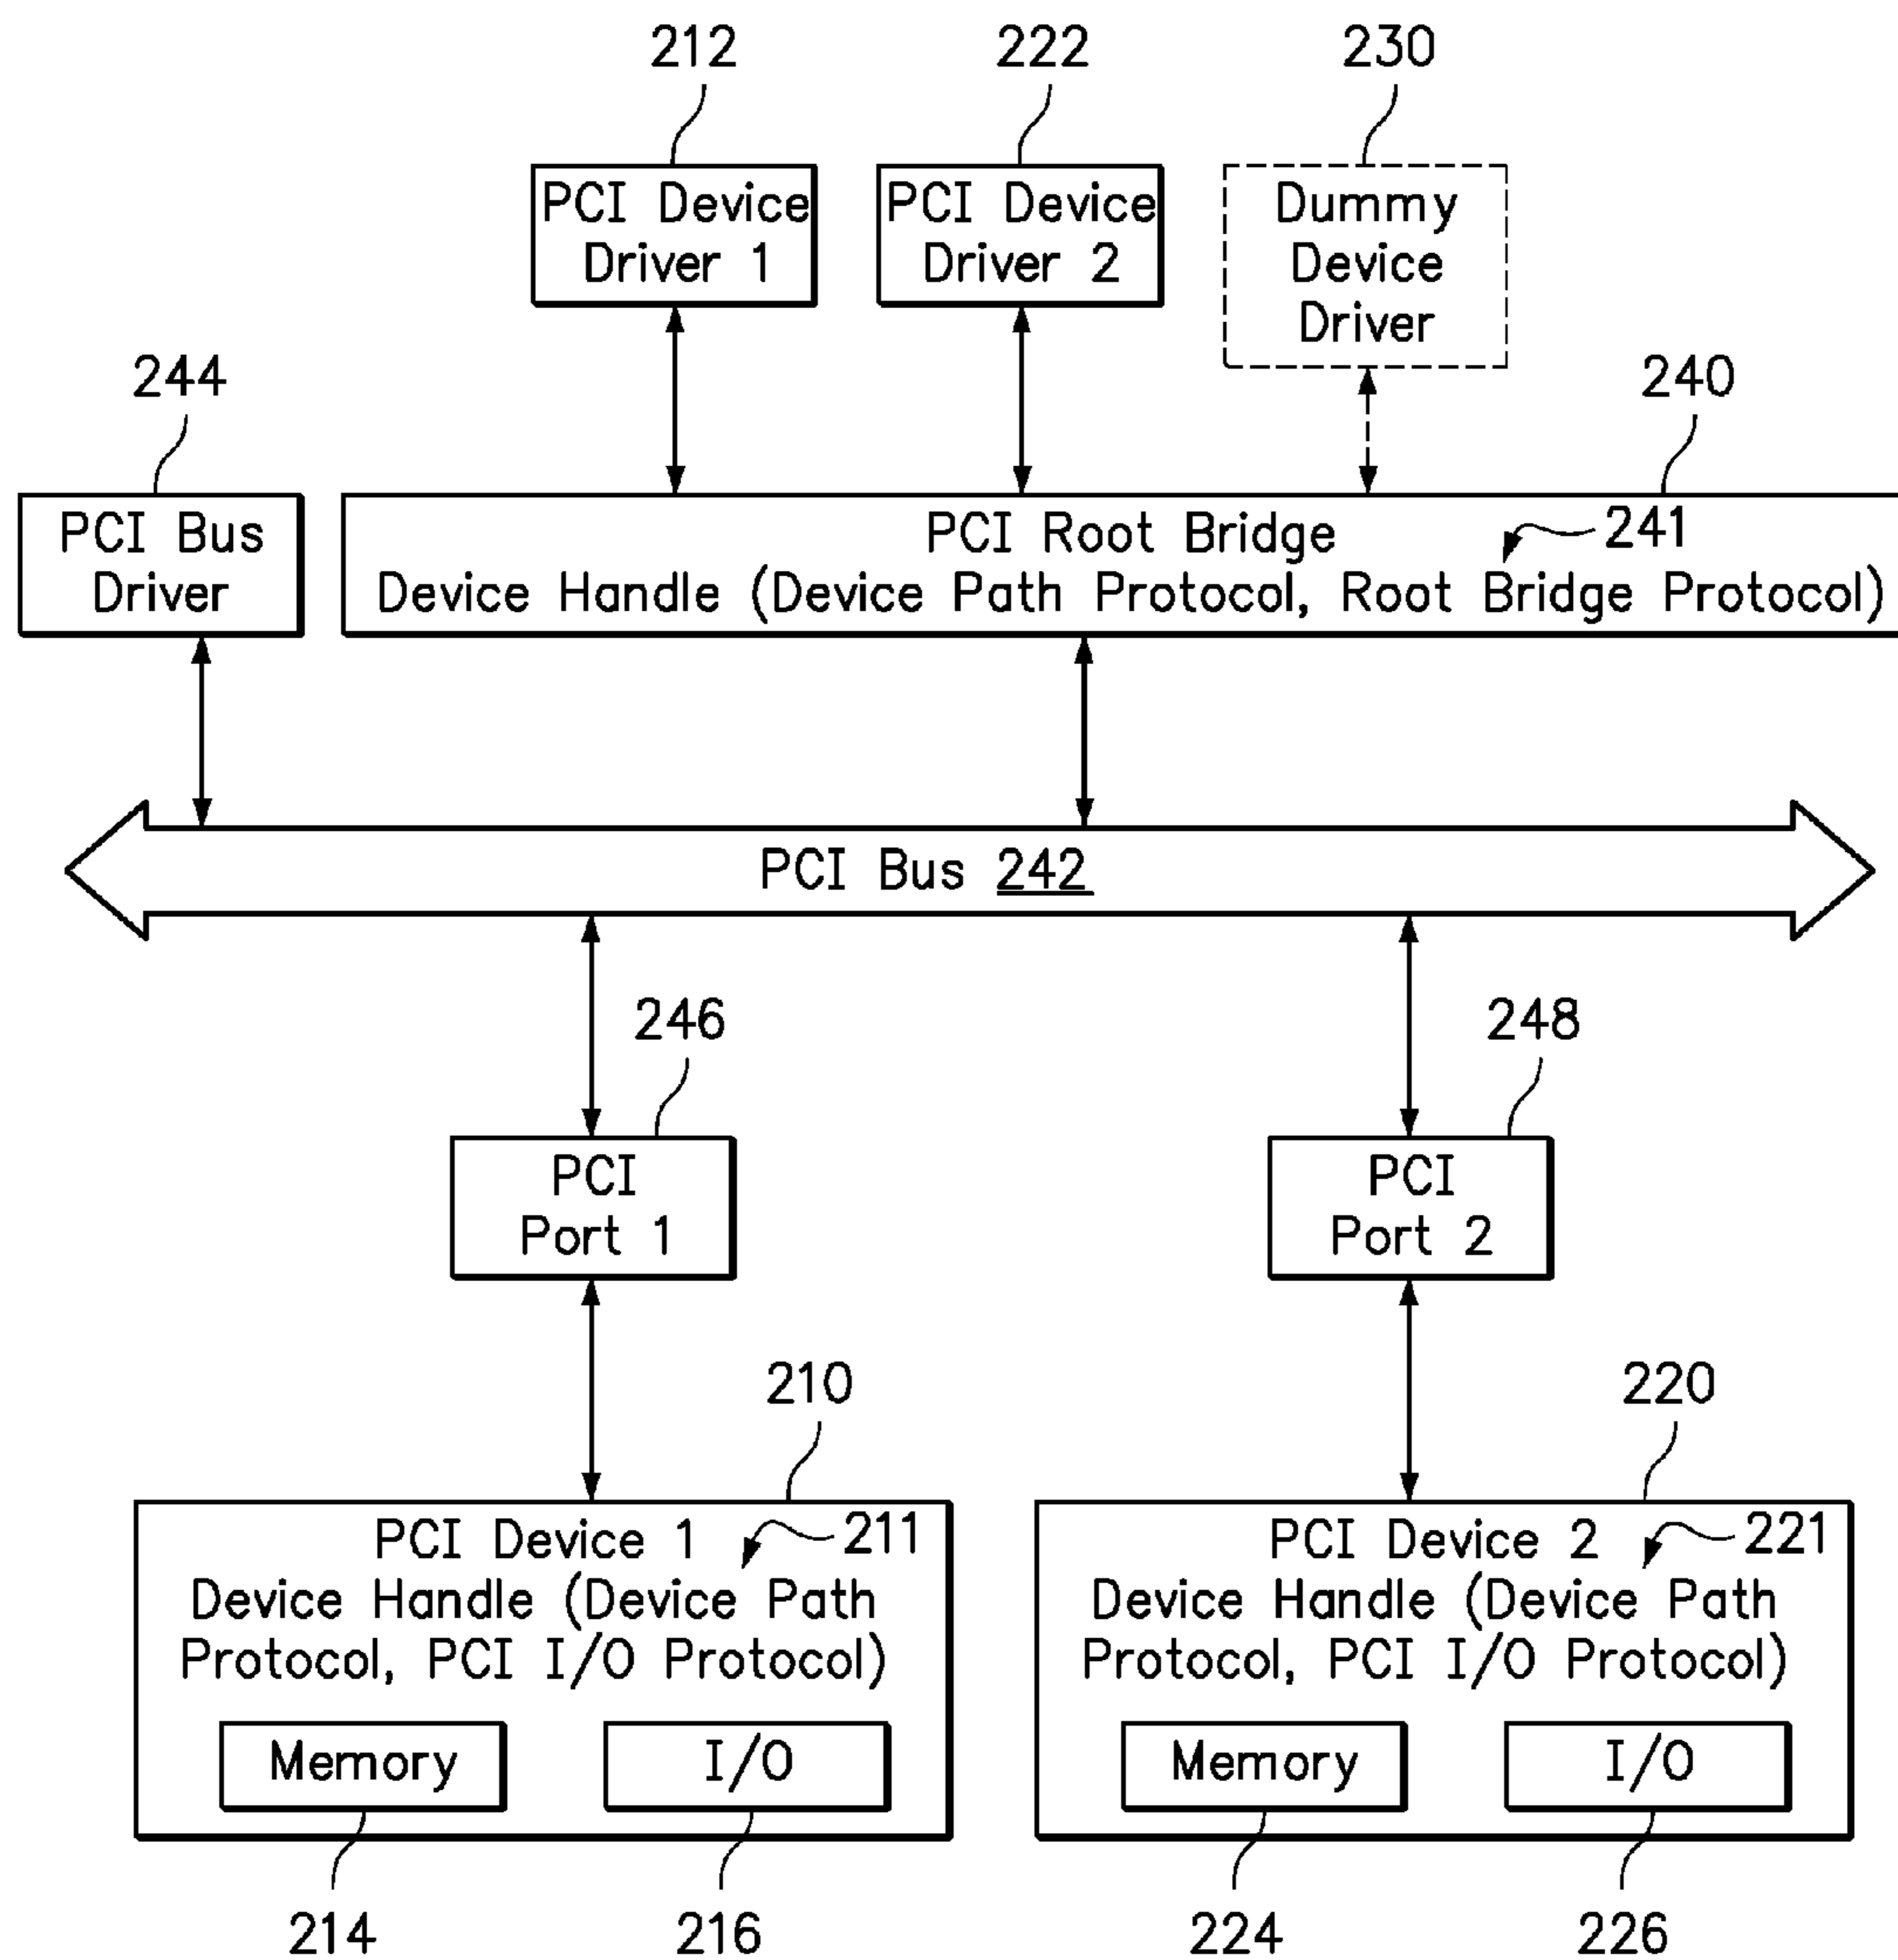 212
222
230
PCI Device
Driver 1
PCI Device
Driver 2
Dummy
Device
Driver
244
240
PCI Bus
Driver
PCI Root Bridge
241
Device Handle (Device Path Protocol, Root Bridge Protocol)
PCI Bus 242
246
248
PCI
Port 1
PCI
Port 2
210
220
PCI Device 1
211
Device Handle (Device Path
Protocol, PCI I/O Protocol)
Memory
I/O
PCI Device 2
221
Device Handle (Device Path
Protocol, PCI I/O Protocol)
Memory
I/O
214
216
224
226